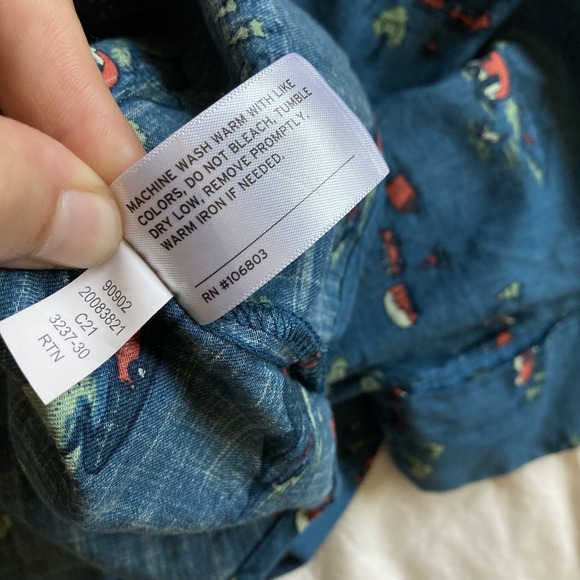 MACHINE WASH WARM WITH LIKE
COLORS, DO NOT BLEACH, TUMBLE
DRY LOW, REMOVE PROMPTLY,
WARM IRON IF NEEDED.
RN #106803
90902
20083821
C21
3237-30
RTN